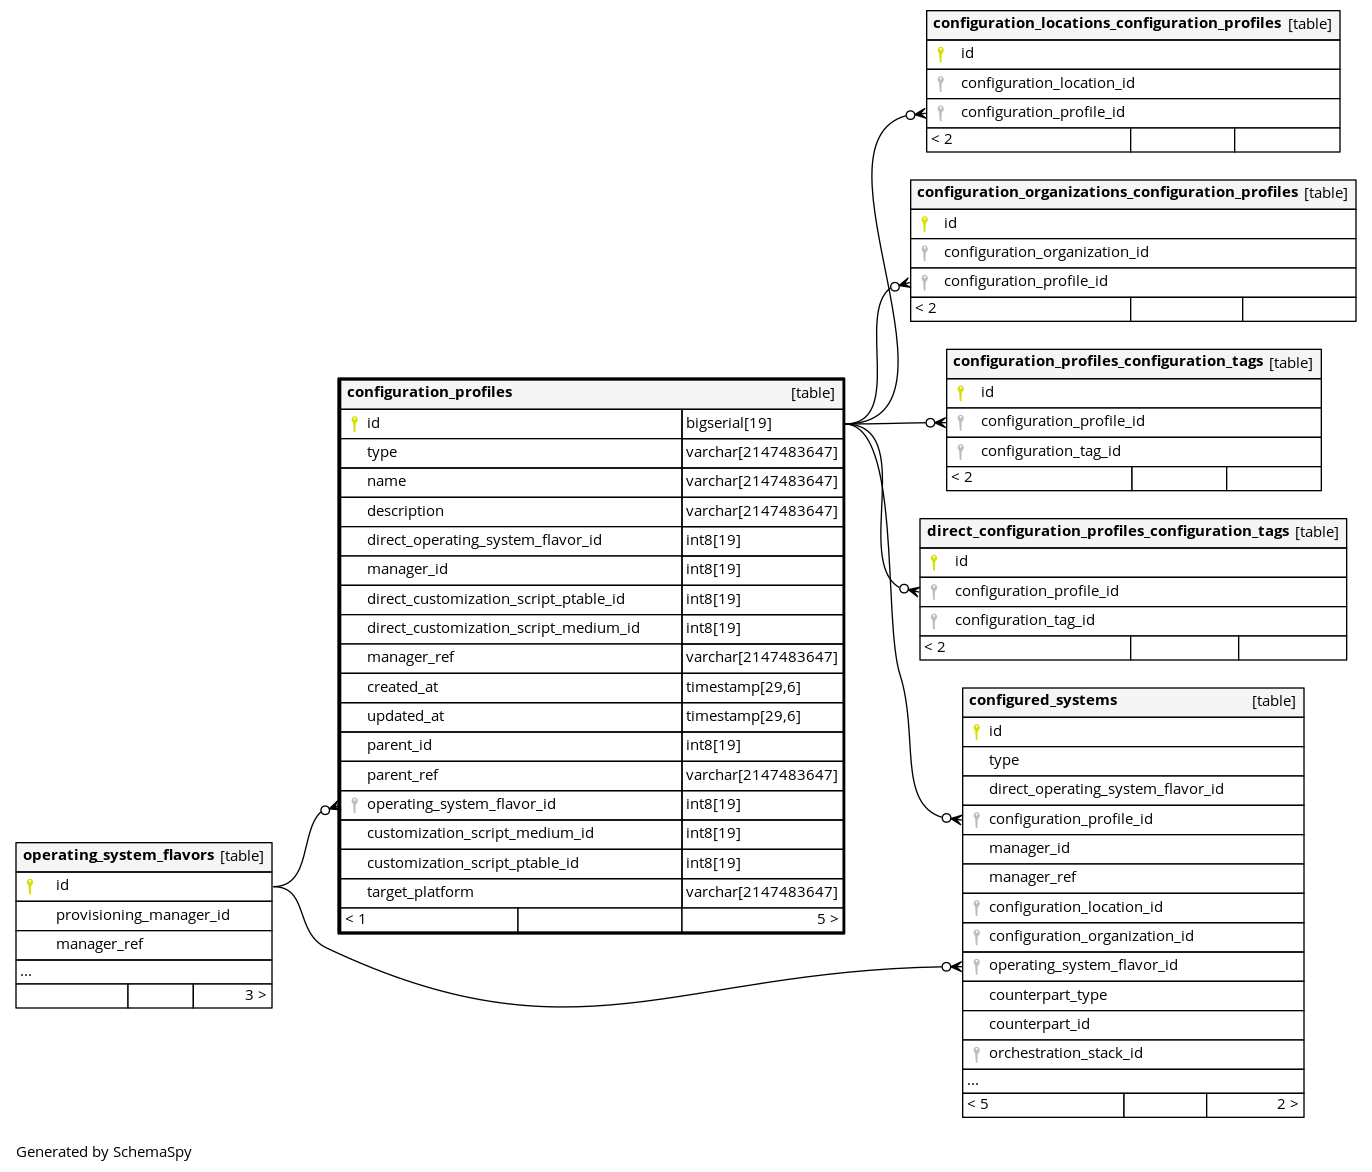 configuration_locations_configuration_profiles [table]
id
configuration_location_id
configuration_profile_id
< 2
configuration_organizations_configuration_profiles [table]
id
configuration_organization_id
configuration_profile_id
< 2
configuration_profiles_configuration_tags [table]
id
configuration_profile_id
configuration_tag_id
< 2
direct_configuration_profiles_configuration_tags [table]
id
configuration_profile_id
configuration_tag_id
< 2
configuration_profiles [table]
id bigserial[19]
type varchar[2147483647]
name varchar[2147483647]
description varchar[2147483647]
direct_operating_system_flavor_id int8[19]
manager_id int8[19]
direct_customization_script_ptable_id int8[19]
direct_customization_script_medium_id int8[19]
manager_ref varchar[2147483647]
created_at timestamp[29,6]
updated_at timestamp[29,6]
parent_id int8[19]
parent_ref varchar[2147483647]
operating_system_flavor_id int8[19]
customization_script_medium_id int8[19]
customization_script_ptable_id int8[19]
target_platform varchar[2147483647]
< 1 5 >
configured_systems [table]
id
type
direct_operating_system_flavor_id
configuration_profile_id
manager_id
manager_ref
configuration_location_id
configuration_organization_id
operating_system_flavor_id
counterpart_type
counterpart_id
orchestration_stack_id
...
< 5 2 >
operating_system_flavors [table]
id
provisioning_manager_id
manager_ref
...
3 >
Generated by SchemaSpy